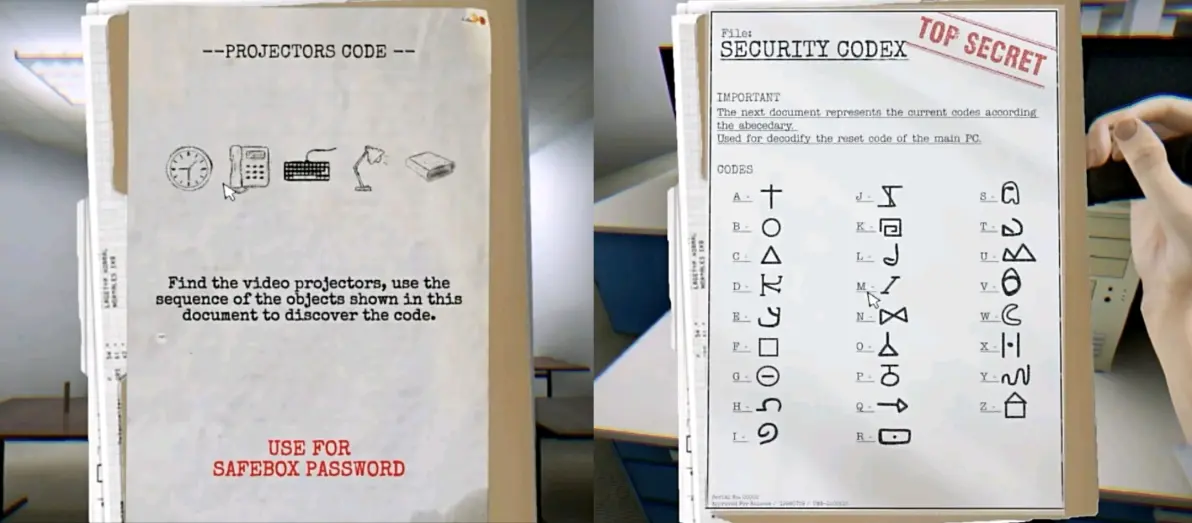 --PROJECTORS CODE --
Find the video projectors, use the
sequence of the objects shown in this
document to discover the code.
USE FOR
SAFEBOX PASSWORD
File:
SECURITY CODEX
TOP SECRET
IMPORTANT
The next document represents the current codes according
the abecedary.
Used for decodify the reset code of the main PC.
CODES
A -
B -
C -
D -
E -
F -
G -
H -
I -
J -
K -
L -
M -
N -
O -
P -
Q -
R -
S -
T -
U -
V -
W -
X -
Y -
Z -